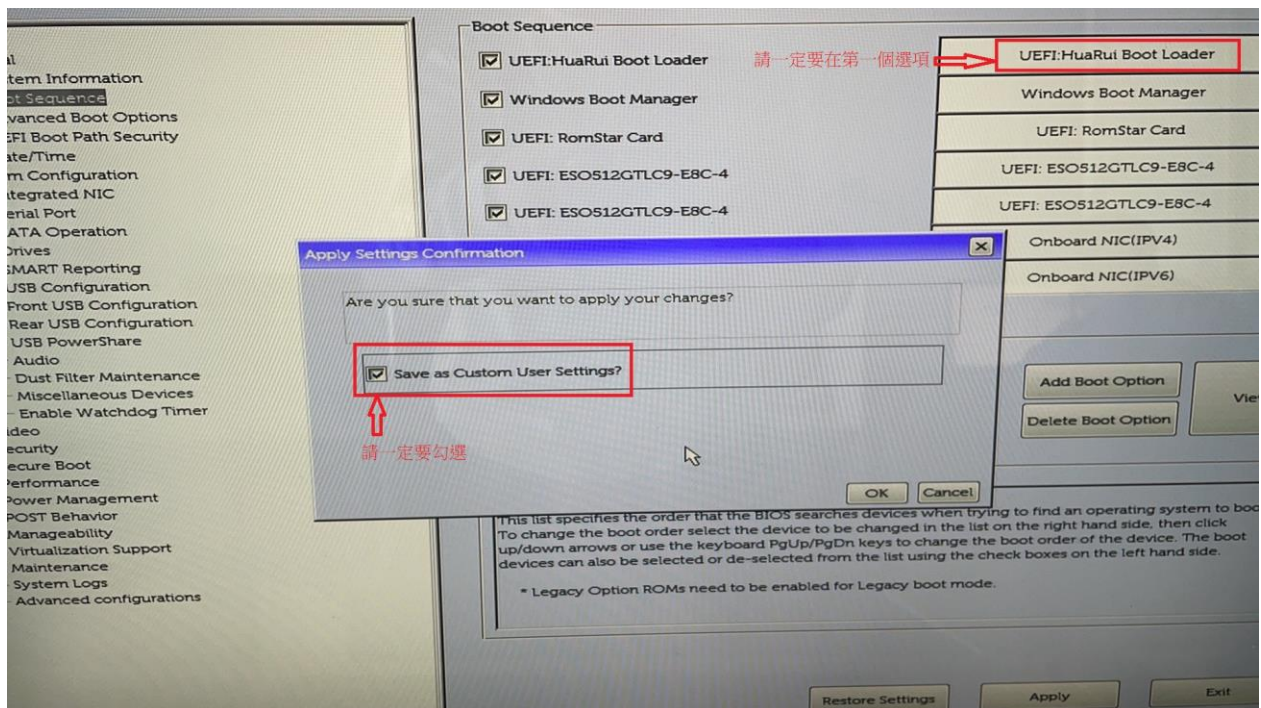 Boot Sequence
UEFI:HuaRui Boot Loader
Windows Boot Manager
UEFI: RomStar Card
UEFI: ESO512GTLC9-E8C-4
UEFI: ESO512GTLC9-E8C-4
請一定要在第一個選項
UEFI:HuaRui Boot Loader
Windows Boot Manager
UEFI: RomStar Card
UEFI: ESO512GTLC9-E8C-4
UEFI: ESO512GTLC9-E8C-4
Onboard NIC(IPV4)
Onboard NIC(IPV6)
al
tem Information
ot Sequence
vanced Boot Options
EFI Boot Path Security
ate/Time
m Configuration
ntegrated NIC
erial Port
ATA Operation
Drives
SMART Reporting
USB Configuration
Front USB Configuration
Rear USB Configuration
USB PowerShare
Audio
Dust Filter Maintenance
Miscellaneous Devices
Enable Watchdog Timer
ideo
ecurity
ecure Boot
Performance
Power Management
POST Behavior
Manageability
Virtualization Support
Maintenance
System Logs
Advanced configurations
Apply Settings Confirmation
Are you sure that you want to apply your changes?
Save as Custom User Settings?
請一定要勾選
OK
Cancel
Add Boot Option
Delete Boot Option
Vie
This list specifies the order that the BIOS searches devices when trying to find an operating system to boo
To change the boot order select the device to be changed in the list on the right hand side, then click
up/down arrows or use the keyboard PgUp/PgDn keys to change the boot order of the device. The boot
devices can also be selected or de-selected from the list using the check boxes on the left hand side.
* Legacy Option ROMs need to be enabled for Legacy boot mode.
Restore Settings
Apply
Exit